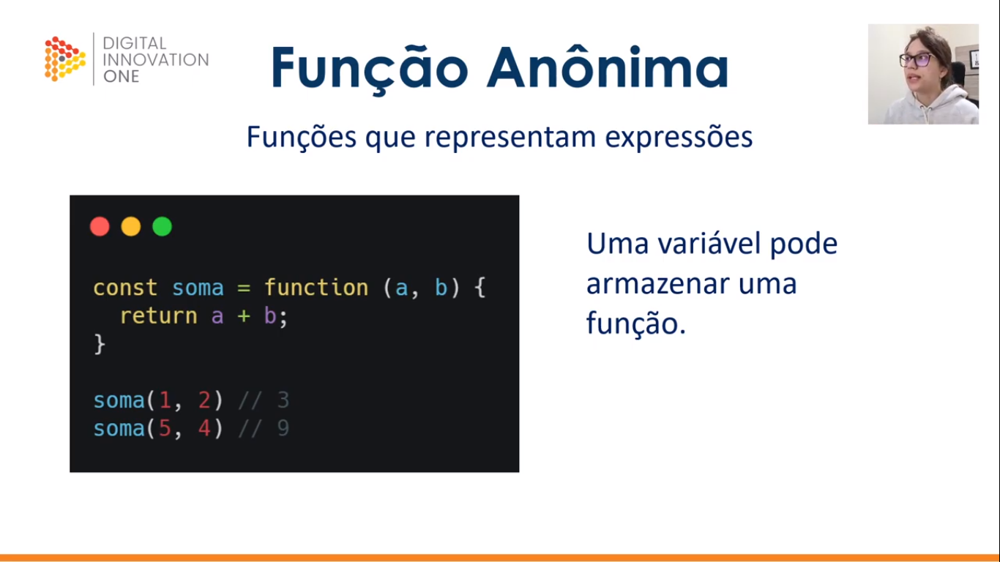 DIGITAL
INNOVATION
ONE
Função Anônima
Funções que representam expressões
const soma = function (a, b) {
  return a + b;
}
soma(1, 2) // 3
soma(5, 4) // 9
Uma variável pode
armazenar uma
função.